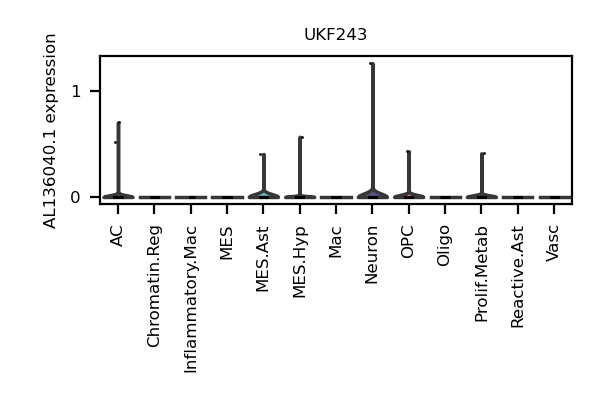 UKF243
AL136040.1 expression
1
0
AC
Chromatin.Reg
Inflammatory.Mac
MES
MES.Ast
MES.Hyp
Mac
Neuron
OPC
Oligo
Prolif.Metab
Reactive.Ast
Vasc